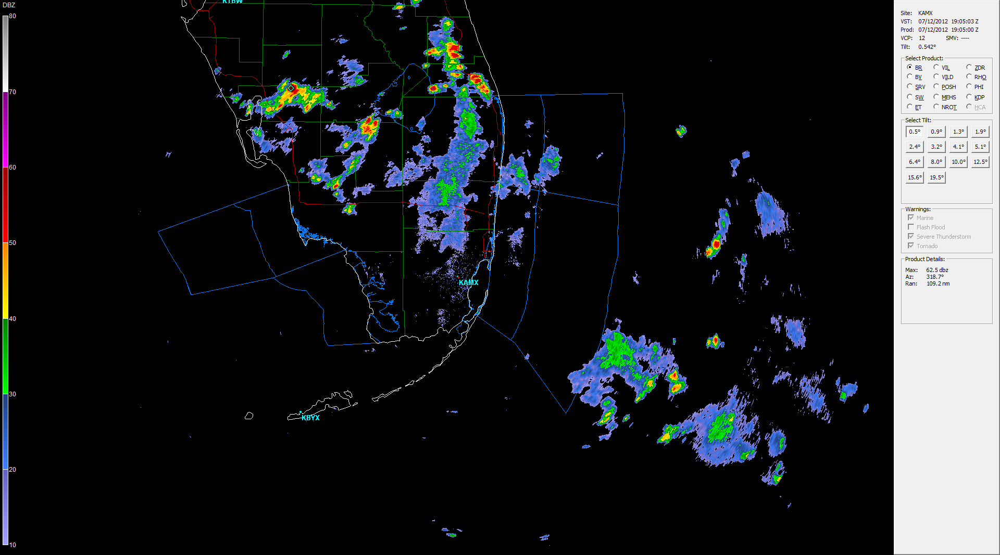 DBZ
80
70
60
50
40
30
20
10
KTBW
KAMX
KBYX
Site: KAMX
VST: 07/12/2012 19:05:03 Z
Prod: 07/12/2012 19:05:00 Z
VCP: 12 SMV: ----
Tilt: 0.542°
Select Product:
BR VIL ZDR
BV VILD RHO
SRV POSH PHI
SW MEHS KDP
ET NROT HCA
Select Tilt:
0.5° 0.9° 1.3° 1.9°
2.4° 3.2° 4.1° 5.1°
6.4° 8.0° 10.0° 12.5°
15.6° 19.5°
Warnings:
Marine
Flash Flood
Severe Thunderstorm
Tornado
Product Details:
Max: 62.5 dbz
Az: 318.7°
Ran: 109.2 nm